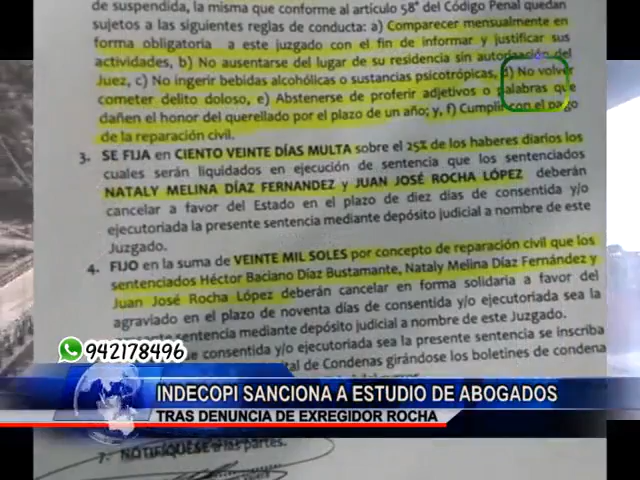 de suspendida, la misma que conforme al artículo 58° del Código Penal quedan
sujetos a las siguientes reglas de conducta: a) Comparecer mensualmente en
forma obligatoria a este juzgado con el fin de informar y justificar sus
actividades, b) No ausentarse del lugar de su residencia sin autorización del
Juez, c) No ingerir bebidas alcohólicas o sustancias psicotrópicas, d) No volver
cometer delito doloso, e) Abstenerse de proferir adjetivos o palabras que
dañen el honor del querellado por el plazo de un año; y, f) Cumplir con el pago
de la reparación civil.
3. SE FIJA en CIENTO VEINTE DÍAS MULTA sobre el 25% de los haberes diarios los
cuales serán liquidados en ejecución de sentencia que los sentenciados
NATALY MELINA DÍAZ FERNANDEZ y JUAN JOSÉ ROCHA LÓPEZ deberán
cancelar a favor del Estado en el plazo de diez días de consentida y/o
ejecutoriada la presente sentencia mediante depósito judicial a nombre de este
Juzgado.
4. FIJO en la suma de VEINTE MIL SOLES por concepto de reparación civil que los
sentenciados Héctor Baciano Díaz Bustamante, Nataly Melina Díaz Fernández y
Juan José Rocha López deberán cancelar en forma solidaria a favor del
agraviado en el plazo de noventa días de consentida y/o ejecutoriada sea la
sentencia mediante depósito judicial a nombre de este Juzgado.
consentida y/o ejecutoriada sea la presente sentencia se inscriba
de Condenas girándose los boletines de condena
942178496
INDECOPI SANCIONA A ESTUDIO DE ABOGADOS
TRAS DENUNCIA DE EXREGIDOR ROCHA
7. NOTIFÍQUESE a las partes.